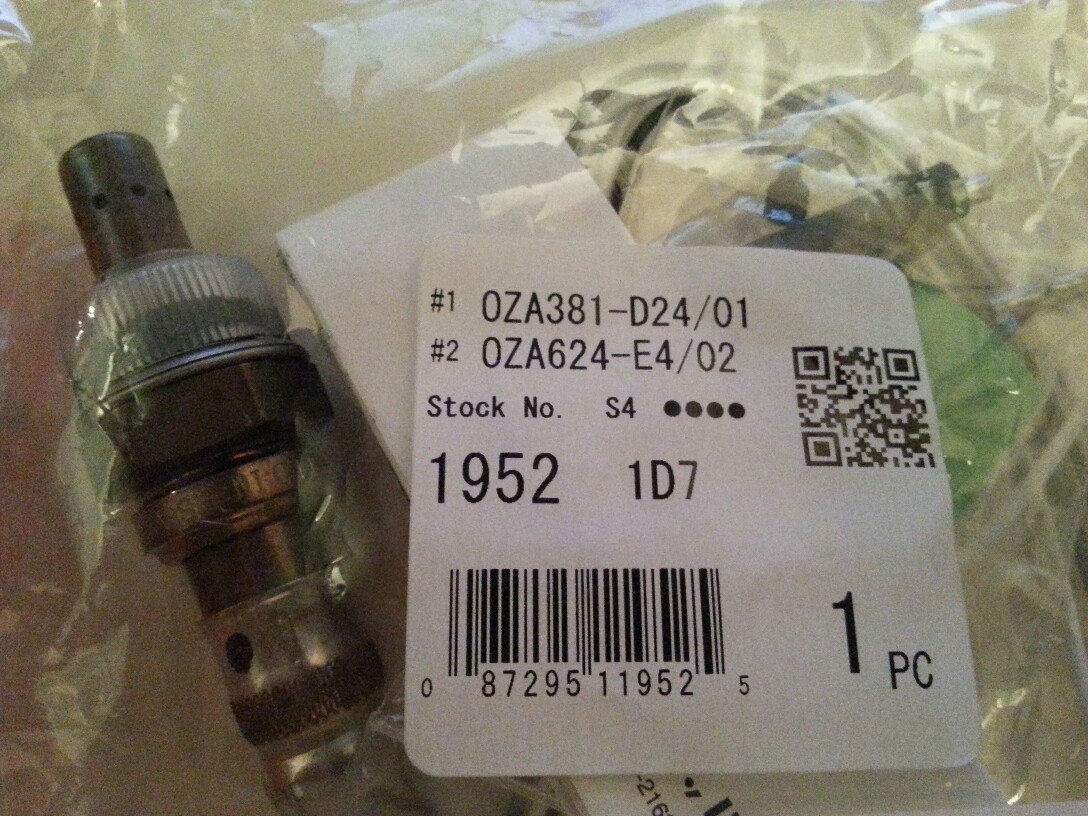 #1 OZA381-D24/01
#2 OZA624-E4/02
Stock No. S4 ●●●●
1952 1D7
0 87295 11952 5
1 PC